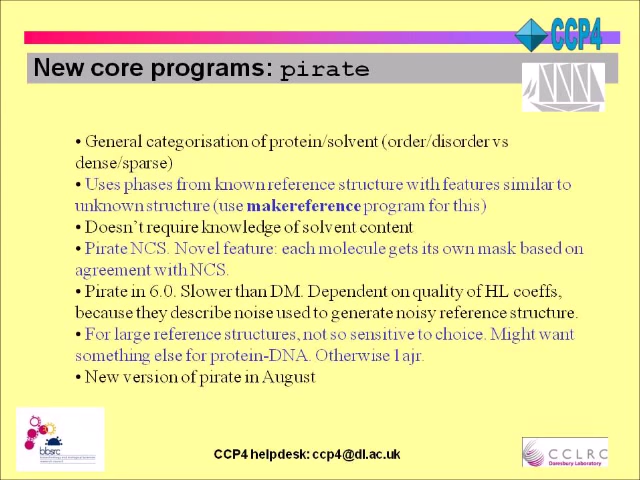 CCP4
New core programs: pirate
• General categorisation of protein/solvent (order/disorder vs
dense/sparse)
• Uses phases from known reference structure with features similar to
unknown structure (use makereference program for this)
• Doesn't require knowledge of solvent content
• Pirate NCS. Novel feature: each molecule gets its own mask based on
agreement with NCS.
• Pirate in 6.0. Slower than DM. Dependent on quality of HL coeffs,
because they describe noise used to generate noisy reference structure.
• For large reference structures, not so sensitive to choice. Might want
something else for protein-DNA. Otherwise 1ajr.
• New version of pirate in August
bbsrc
CCP4 helpdesk: ccp4@dl.ac.uk
CCLRC
Daresbury Laboratory